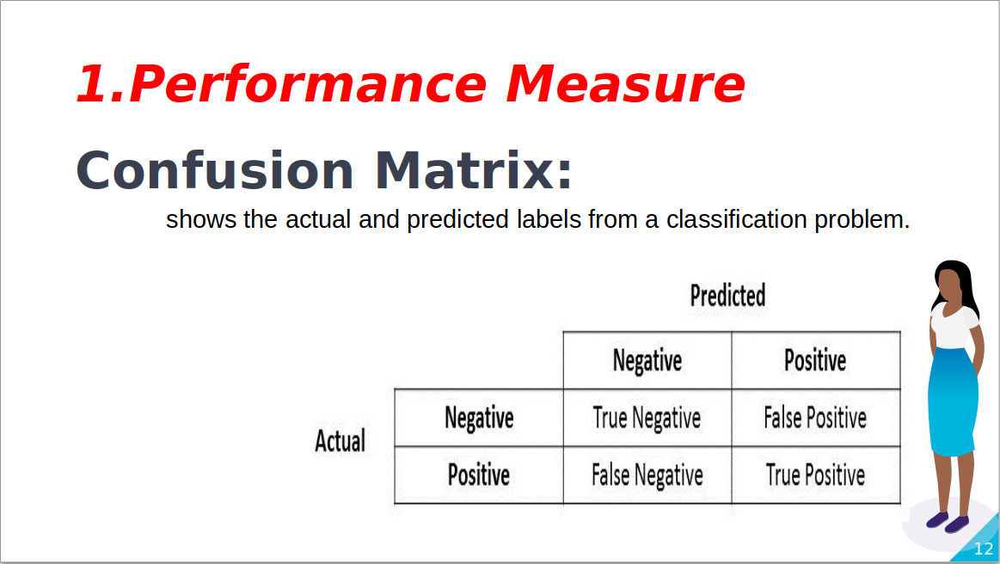 1.Performance Measure
Confusion Matrix:
shows the actual and predicted labels from a classification problem.
Predicted
Negative Positive
Actual
Negative True Negative False Positive
Positive False Negative True Positive
12